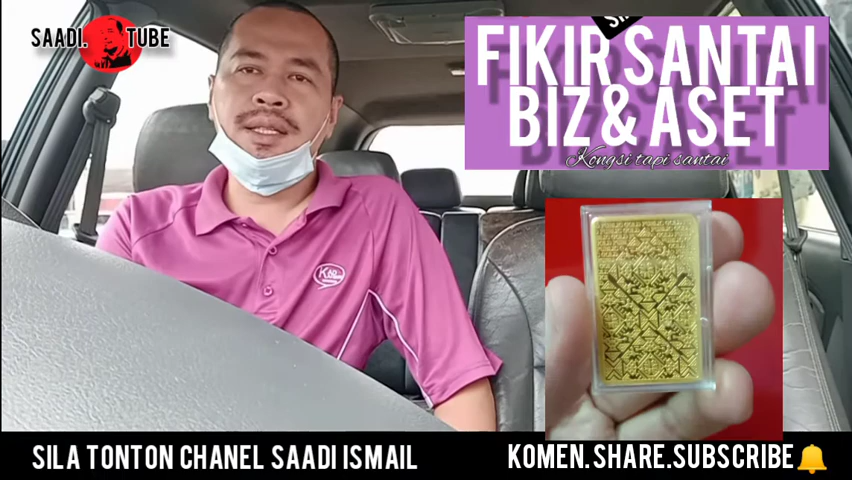 SAADI. TUBE
FIKIR SANTAI
BIZ & ASET
Kongsi tapi santai
SILA TONTON CHANEL SAADI ISMAIL
KOMEN.SHARE.SUBSCRIBE